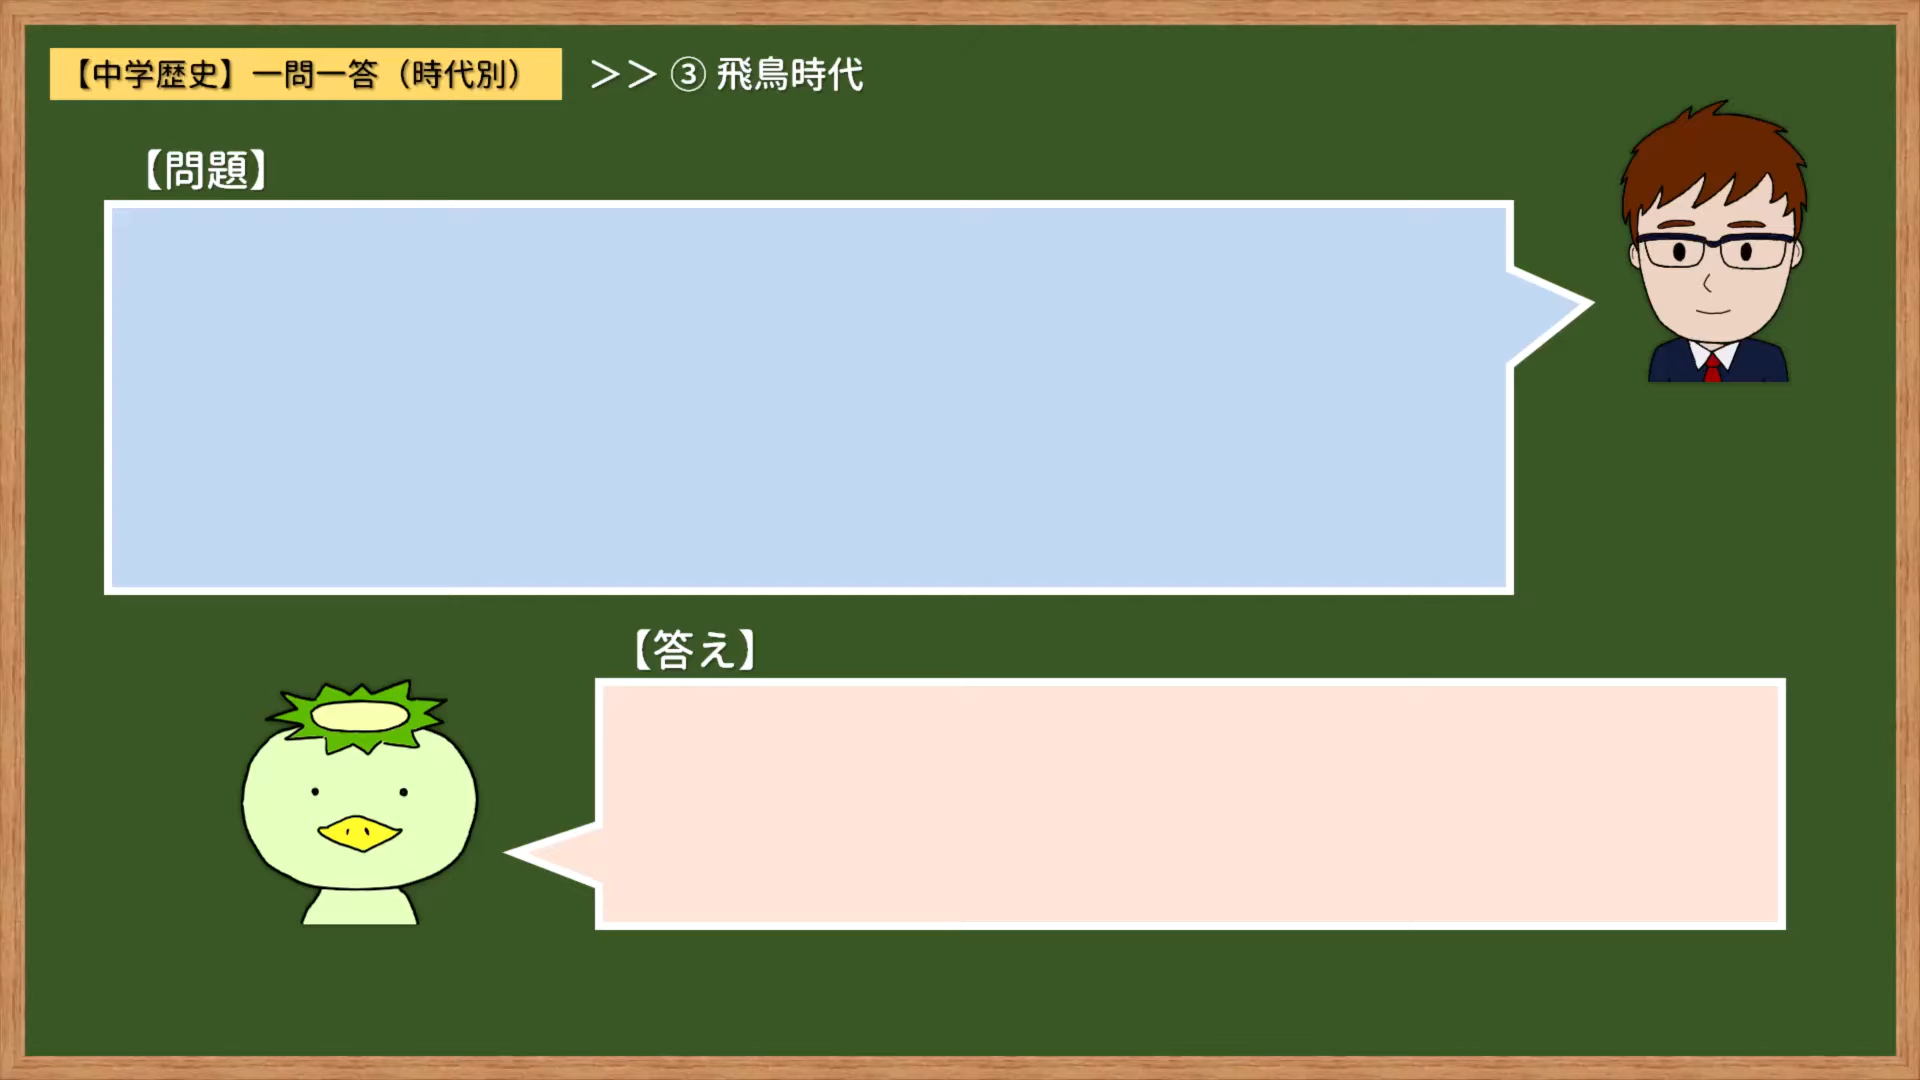 【中学歴史】一問一答（時代別）
＞＞ ③ 飛鳥時代
【問題】
【答え】